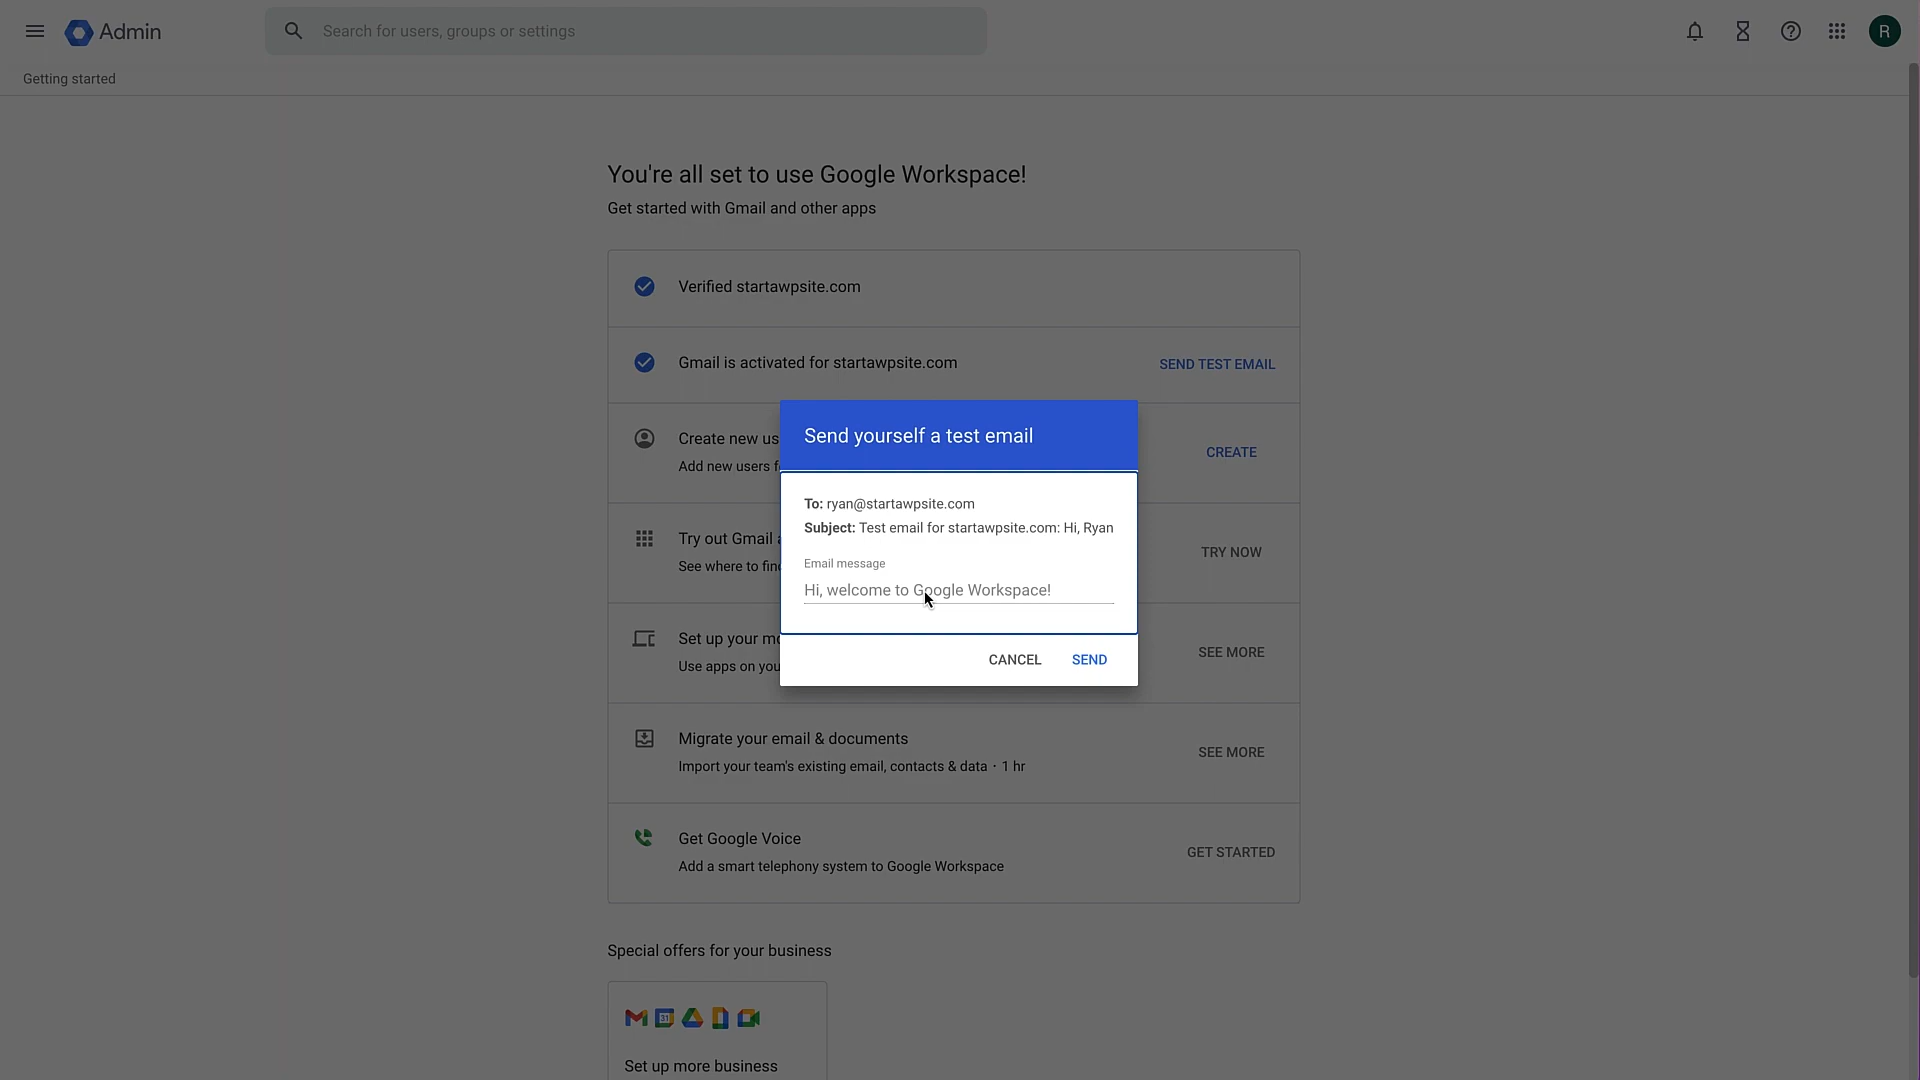 Admin
Search for users, groups or settings
R
Getting started
You're all set to use Google Workspace!
Get started with Gmail and other apps
Verified startawpsite.com
Gmail is activated for startawpsite.com
SEND TEST EMAIL
Create new us
Add new users f
CREATE
Send yourself a test email
To: ryan@startawpsite.com
Subject: Test email for startawpsite.com: Hi, Ryan
Email message
Hi, welcome to Google Workspace!
CANCEL
SEND
Try out Gmail a
See where to find
TRY NOW
Set up your mo
Use apps on you
SEE MORE
Migrate your email & documents
Import your team's existing email, contacts & data · 1 hr
SEE MORE
Get Google Voice
Add a smart telephony system to Google Workspace
GET STARTED
Special offers for your business
31
Set up more business